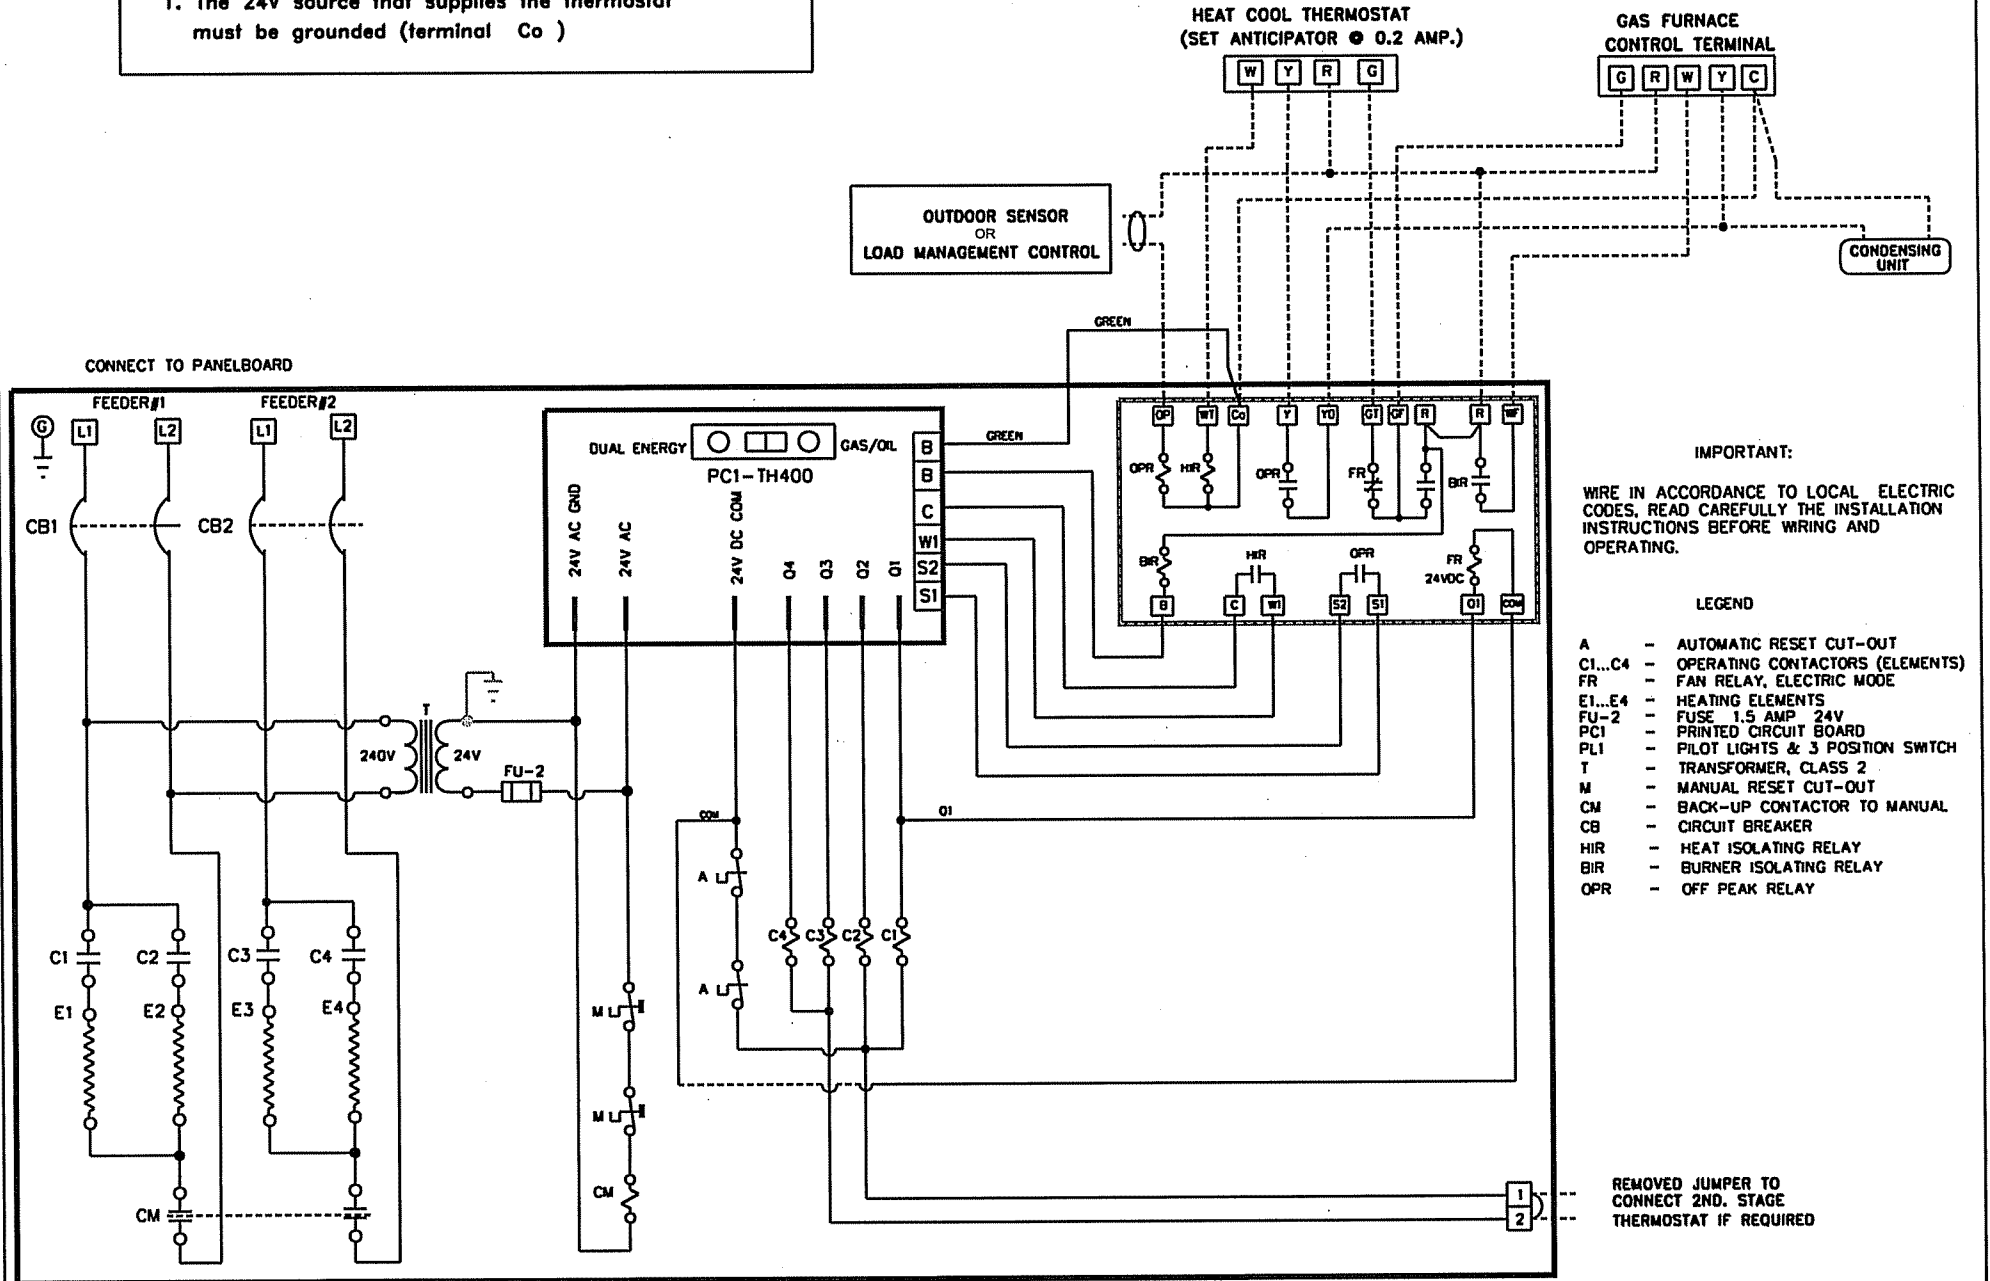 1. The 24V source that supplies the thermostat
must be grounded (terminal Co )
HEAT COOL THERMOSTAT
(SET ANTICIPATOR @ 0.2 AMP.)
W Y R G
GAS FURNACE
CONTROL TERMINAL
G R W Y C
OUTDOOR SENSOR
OR
LOAD MANAGEMENT CONTROL
CONDENSING
UNIT
GREEN
CONNECT TO PANELBOARD
FEEDER#1 FEEDER#2
G L1 L2 L1 L2
CB1 CB2
DUAL ENERGY GAS/OIL
PC1-TH400
24V AC GND
24V AC
24V DC COM
Q4
Q3
Q2
Q1
B
B
C
W1
S2
S1
GREEN
OP WT Co Y YO GT GF R R WF
OPR HIR OPR FR BIR
BIR HIR OPR FR
24VDC
B C W1 S2 S1 Q1 COM
IMPORTANT:
WIRE IN ACCORDANCE TO LOCAL ELECTRIC
CODES, READ CAREFULLY THE INSTALLATION
INSTRUCTIONS BEFORE WIRING AND
OPERATING.
LEGEND
A - AUTOMATIC RESET CUT-OUT
C1...C4 - OPERATING CONTACTORS (ELEMENTS)
FR - FAN RELAY, ELECTRIC MODE
E1...E4 - HEATING ELEMENTS
FU-2 - FUSE 1.5 AMP 24V
PC1 - PRINTED CIRCUIT BOARD
PL1 - PILOT LIGHTS & 3 POSITION SWITCH
T - TRANSFORMER, CLASS 2
M - MANUAL RESET CUT-OUT
CM - BACK-UP CONTACTOR TO MANUAL
CB - CIRCUIT BREAKER
HIR - HEAT ISOLATING RELAY
BIR - BURNER ISOLATING RELAY
OPR - OFF PEAK RELAY
T
240V 24V
FU-2
COM
Q1
A
A
C4 C3 C2 C1
C1 C2 C3 C4
E1 E2 E3 E4
M
M
CM
CM
1
2
REMOVED JUMPER TO
CONNECT 2ND. STAGE
THERMOSTAT IF REQUIRED